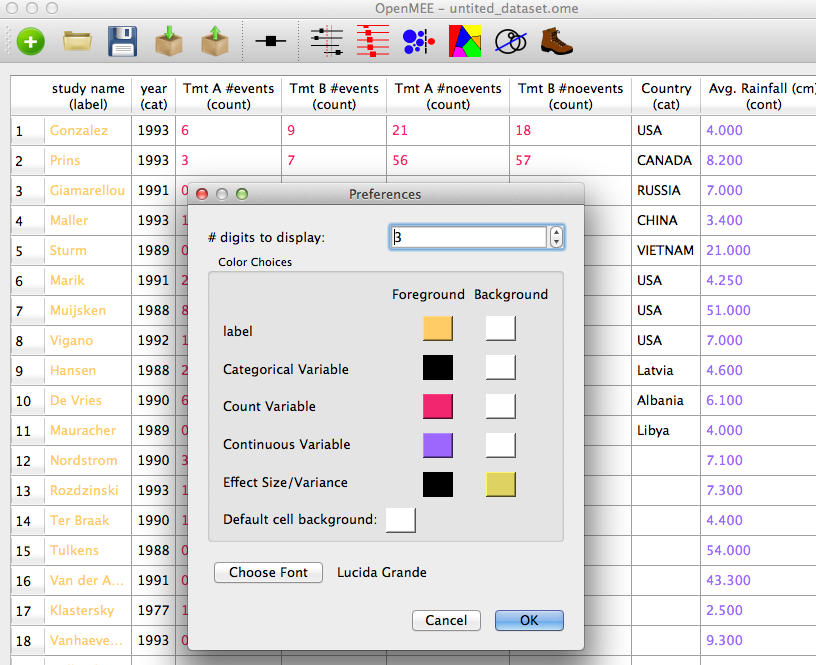 OpenMEE – untited_dataset.ome
study name (label) year (cat) Tmt A #events (count) Tmt B #events (count) Tmt A #noevents (count) Tmt B #noevents (count) Country (cat) Avg. Rainfall (cm) (cont)
1 Gonzalez 1993 6 9 21 18 USA 4.000
2 Prins 1993 3 7 56 57 CANADA 8.200
3 Giamarellou 1991 0 RUSSIA 7.000
4 Maller 1993 1 CHINA 3.400
5 Sturm 1989 0 VIETNAM 21.000
6 Marik 1991 2 USA 4.250
7 Muijsken 1988 8 USA 51.000
8 Vigano 1992 1 USA 7.000
9 Hansen 1988 2 Latvia 4.600
10 De Vries 1990 6 Albania 6.100
11 Mauracher 1989 0 Libya 4.000
12 Nordstrom 1990 3 7.100
13 Rozdzinski 1993 1 7.300
14 Ter Braak 1990 1 4.400
15 Tulkens 1988 0 54.000
16 Van der A... 1991 0 43.300
17 Klastersky 1977 1 2.500
18 Vanhaeve... 1993 0 9.300
Preferences
# digits to display: 3
Color Choices
Foreground Background
label
Categorical Variable
Count Variable
Continuous Variable
Effect Size/Variance
Default cell background:
Choose Font Lucida Grande
Cancel OK